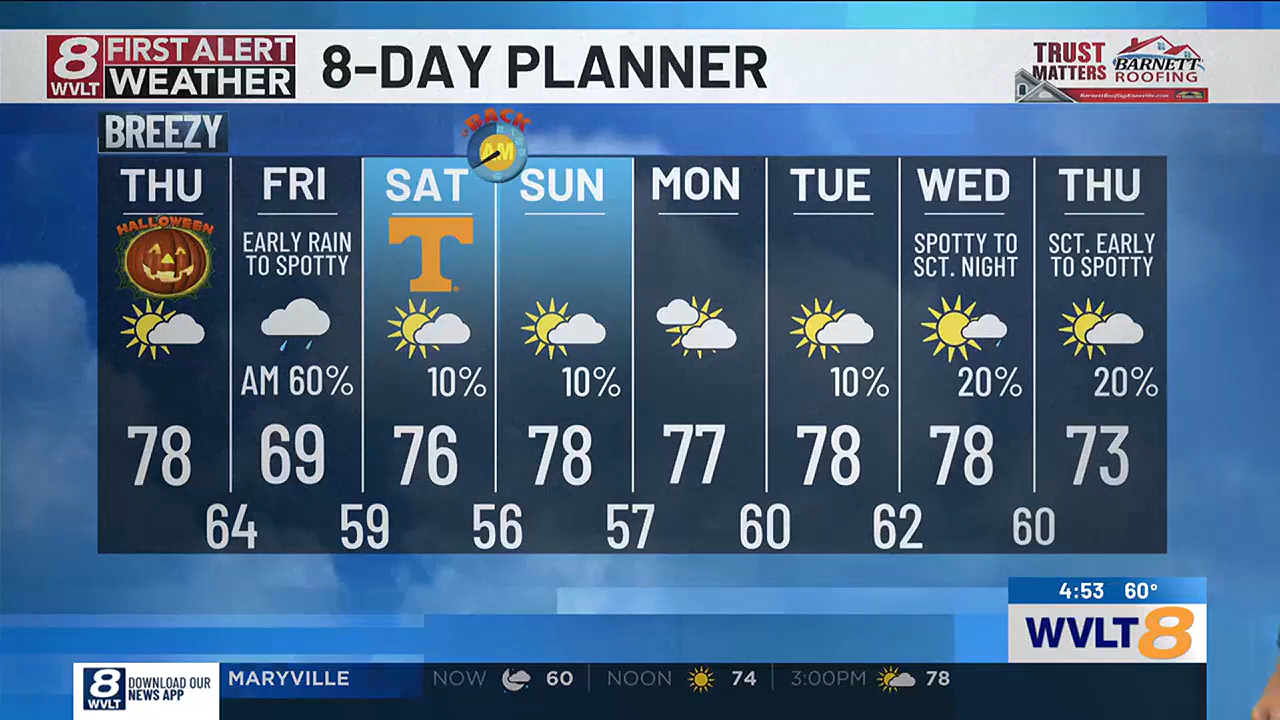 8 FIRST ALERT
WVLT WEATHER
8-DAY PLANNER
TRUST MATTERS
BARNETT ROOFING
BarnettRoofingKnoxville.com
BREEZY
BACK
AM
THU FRI SAT SUN MON TUE WED THU
HALLOWEEN
EARLY RAIN TO SPOTTY
T
SPOTTY TO SCT. NIGHT
SCT. EARLY TO SPOTTY
AM 60% 10% 10% 10% 20% 20%
78 69 76 78 77 78 78 73
64 59 56 57 60 62 60
4:53 60°
WVLT 8
8 WVLT
DOWNLOAD OUR
NEWS APP
MARYVILLE NOW 60 NOON 74 3:00PM 78